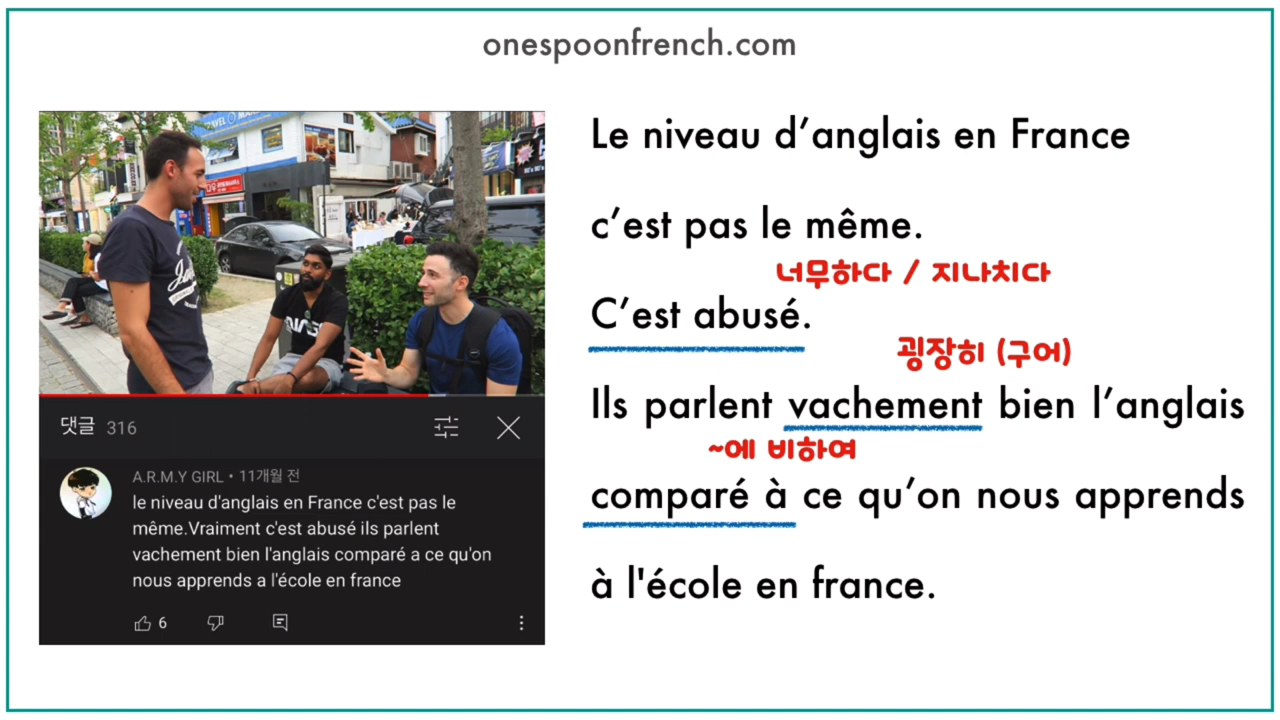 onespoonfrench.com
Le niveau d’anglais en France
c’est pas le même.
너무하다 / 지나치다
C’est abusé.
굉장히 (구어)
Ils parlent vachement bien l’anglais
~에 비하여
comparé à ce qu’on nous apprends
à l'école en france.
댓글 316
A.R.M.Y GIRL • 11개월 전
le niveau d'anglais en France c'est pas le
même.Vraiment c'est abusé ils parlent
vachement bien l'anglais comparé a ce qu'on
nous apprends a l'école en france
6